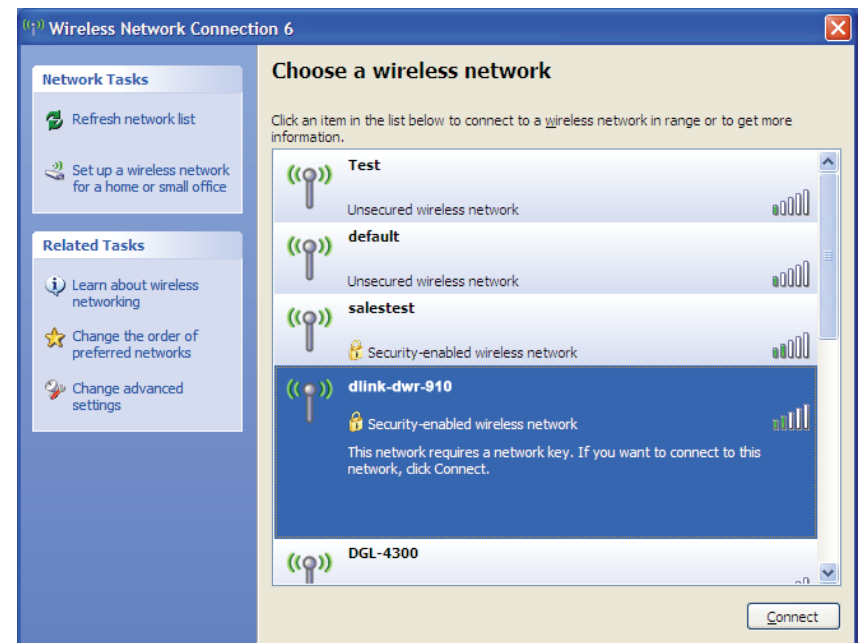 Wireless Network Connection 6
Network Tasks
Refresh network list
Set up a wireless network
for a home or small office
Related Tasks
Learn about wireless
networking
Change the order of
preferred networks
Change advanced
settings
Choose a wireless network
Click an item in the list below to connect to a wireless network in range or to get more
information.
Test
Unsecured wireless network
default
Unsecured wireless network
salestest
Security-enabled wireless network
dlink-dwr-910
Security-enabled wireless network
This network requires a network key. If you want to connect to this
network, click Connect.
DGL-4300
Connect